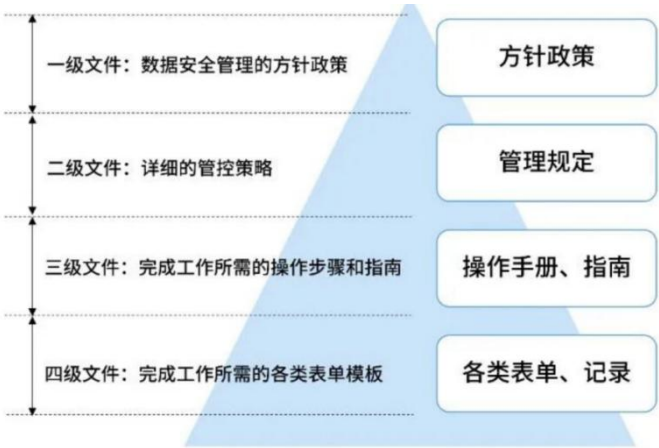 一级文件：数据安全管理的方针政策
方针政策
二级文件：详细的管控策略
管理规定
三级文件：完成工作所需的操作步骤和指南
操作手册、指南
四级文件：完成工作所需的各类表单模板
各类表单、记录